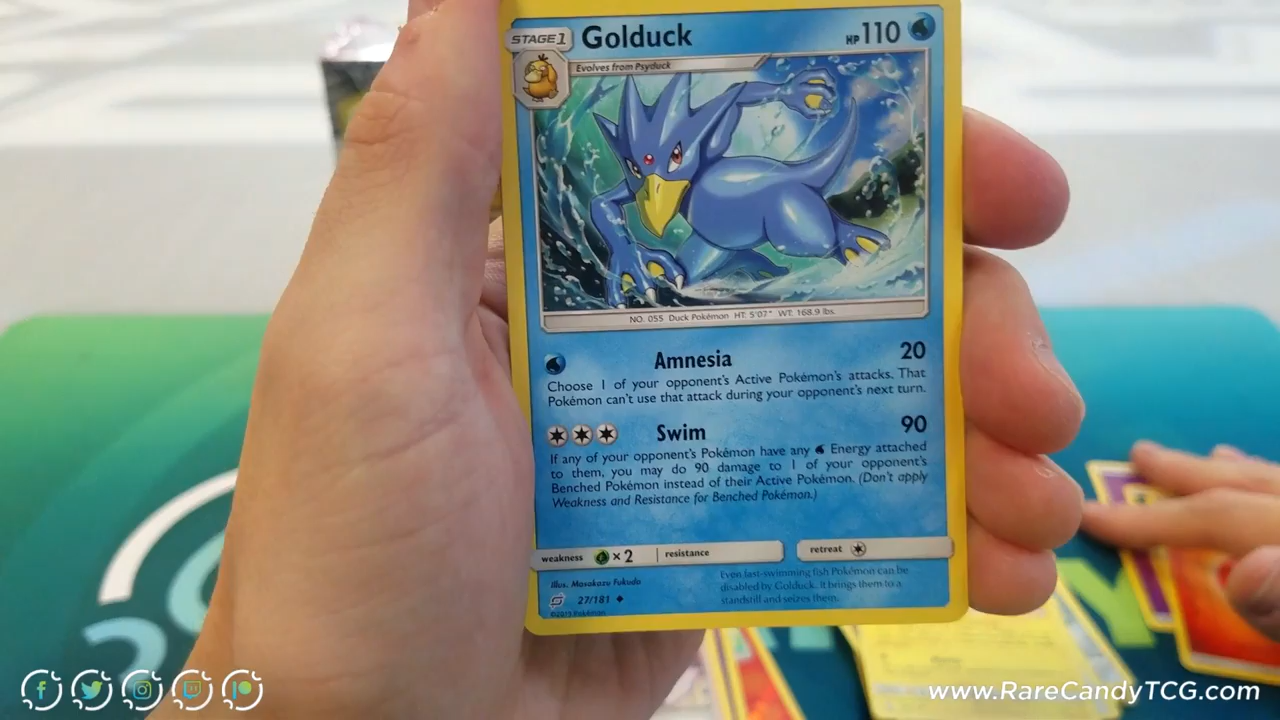 STAGE1 Golduck HP110
Evolves from Psyduck
NO. 055 Duck Pokémon HT: 5'07" WT: 168.9 lbs.
Amnesia 20
Choose 1 of your opponent's Active Pokémon's attacks. That
Pokémon can't use that attack during your opponent's next turn.
Swim 90
If any of your opponent's Pokémon have any Energy attached
to them, you may do 90 damage to 1 of your opponent's
Benched Pokémon instead of their Active Pokémon. (Don't apply
Weakness and Resistance for Benched Pokémon.)
weakness ×2 resistance retreat
Illus. Masakazu Fukuda
27/181
©2019 Pokémon
Even fast-swimming fish Pokémon can be
disabled by Golduck. It brings them to a
standstill and seizes them.
www.RareCandyTCG.com